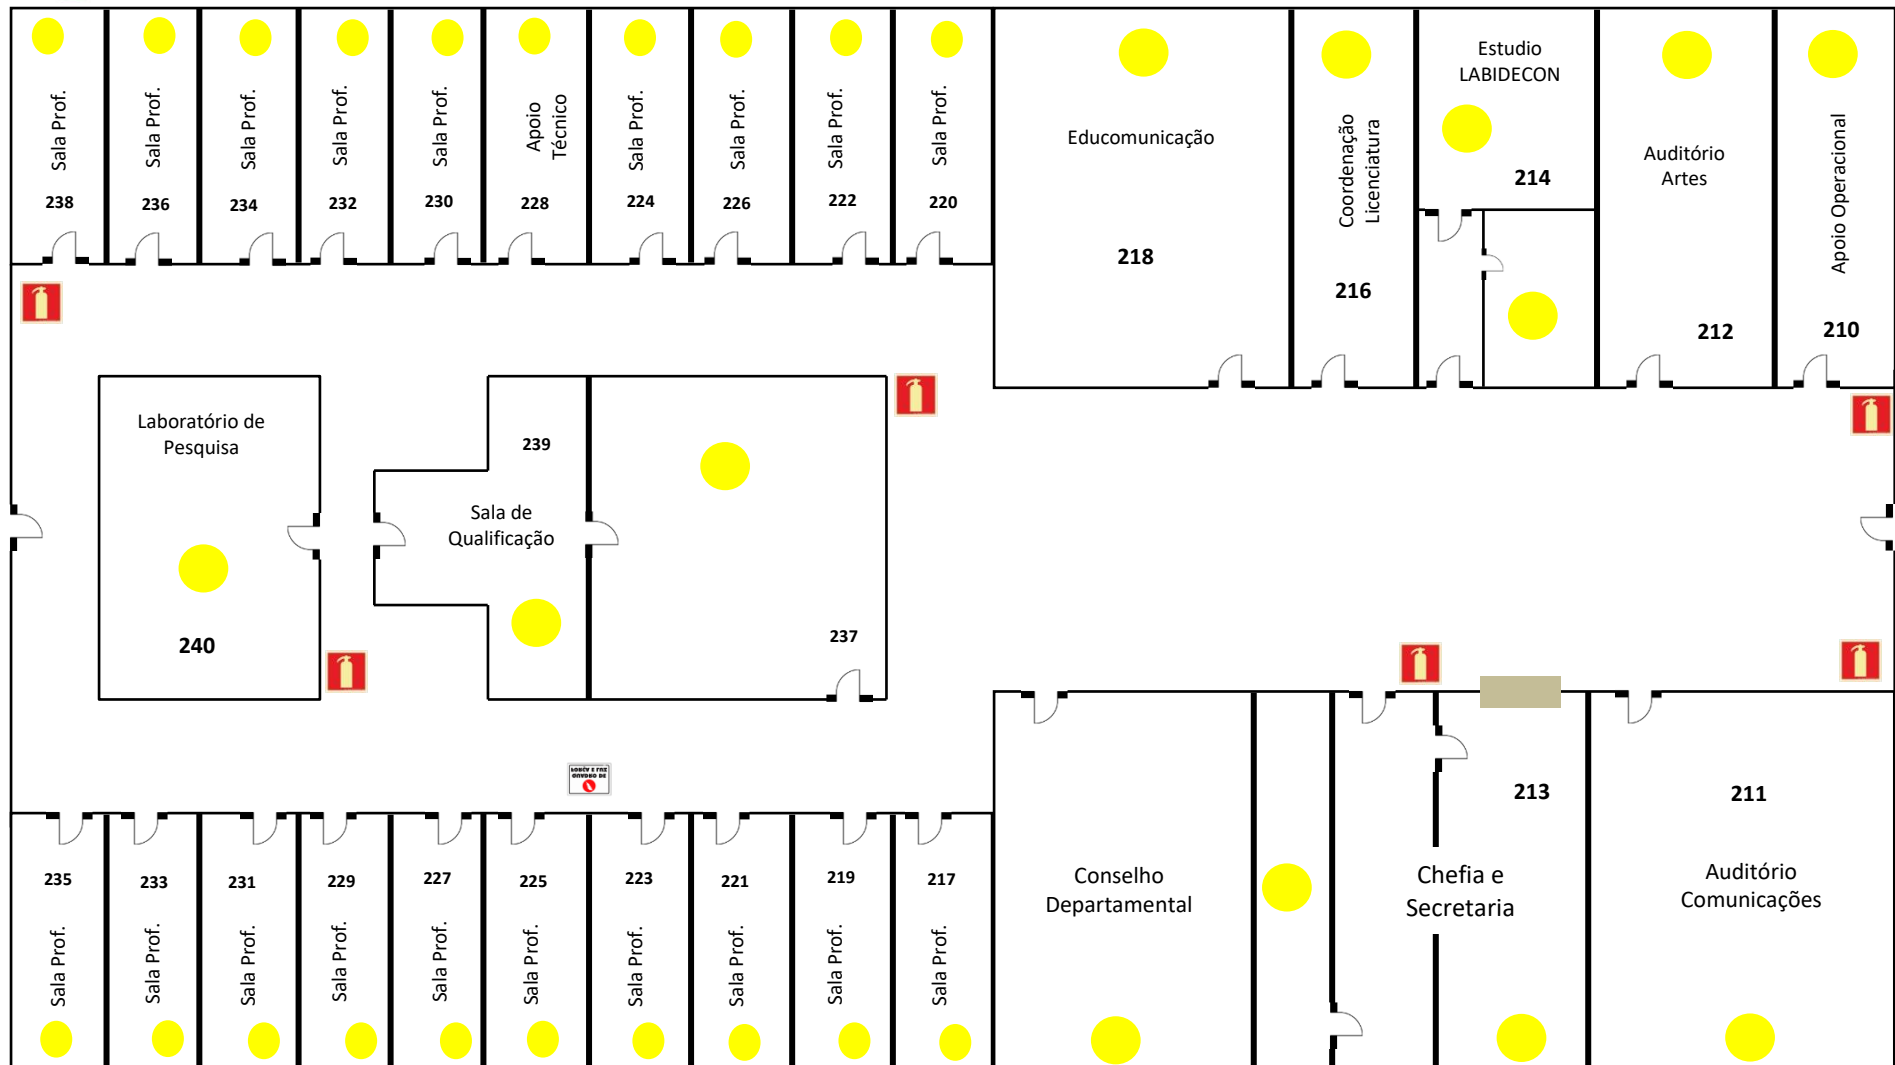 Sala Prof.
238
Sala Prof.
236
Sala Prof.
234
Sala Prof.
232
Sala Prof.
230
Apoio
Técnico
228
Sala Prof.
224
Sala Prof.
226
Sala Prof.
222
Sala Prof.
220
Educomunicação
218
Coordenação
Licenciatura
216
Estudio
LABIDECON
214
Auditório
Artes
212
Apoio Operacional
210
Laboratório de
Pesquisa
240
239
Sala de
Qualificação
237
QUADRO DE
FORÇA E LUZ
235
Sala Prof.
233
Sala Prof.
231
Sala Prof.
229
Sala Prof.
227
Sala Prof.
225
Sala Prof.
223
Sala Prof.
221
Sala Prof.
219
Sala Prof.
217
Sala Prof.
Conselho
Departamental
213
Chefia e
Secretaria
211
Auditório
Comunicações